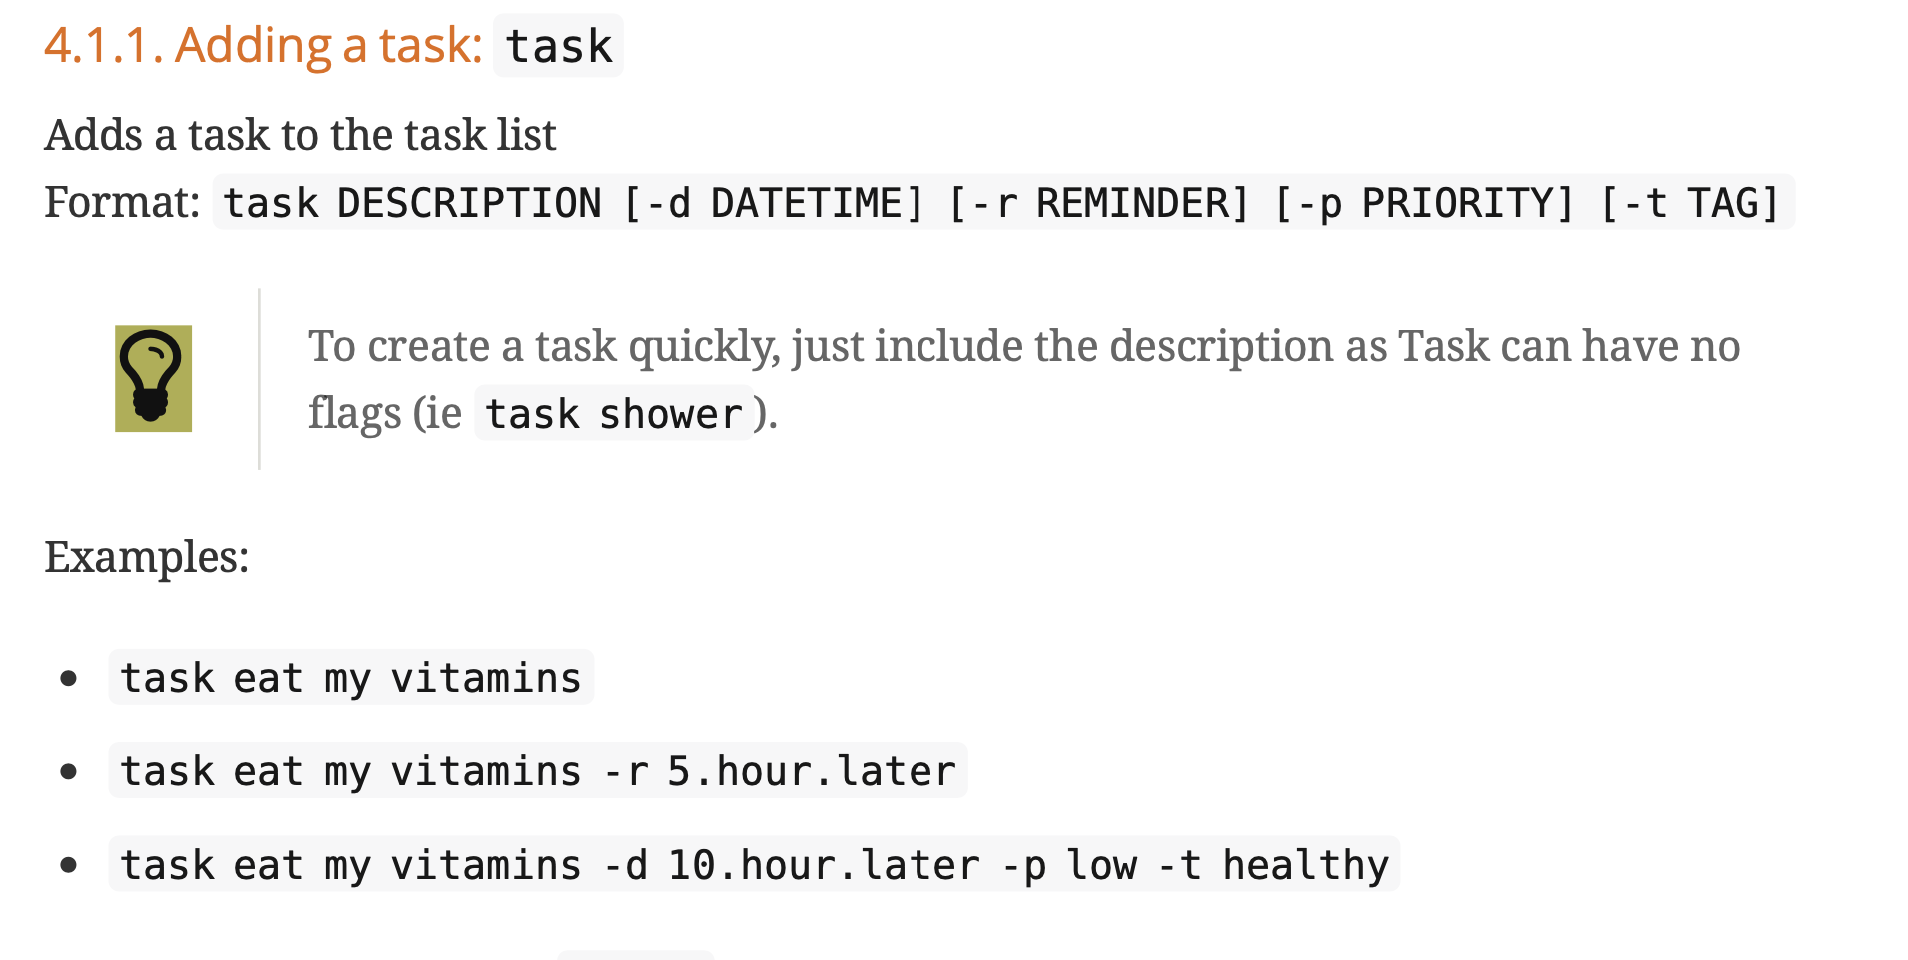 4.1.1. Adding a task: task
Adds a task to the task list
Format: task DESCRIPTION [-d DATETIME] [-r REMINDER] [-p PRIORITY] [-t TAG]
To create a task quickly, just include the description as Task can have no
flags (ie task shower).
Examples:
• task eat my vitamins
• task eat my vitamins -r 5.hour.later
• task eat my vitamins -d 10.hour.later -p low -t healthy